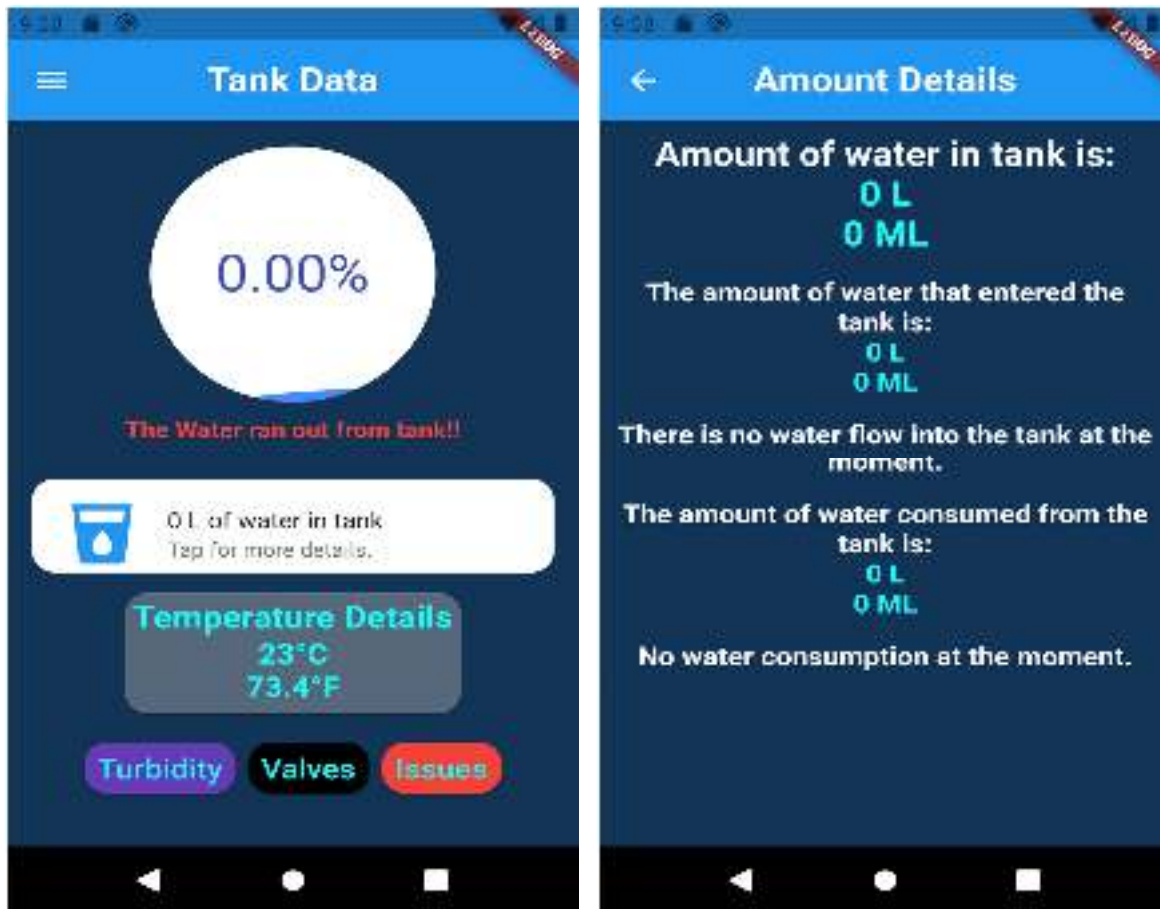 DEBUG
Tank Data
0.00%
The Water ran out from tank!!
0 L of water in tank
Tap for more details.
Temperature Details
23°C
73.4°F
Turbidity
Valves
Issues
DEBUG
Amount Details
Amount of water in tank is:
0 L
0 ML
The amount of water that entered the
tank is:
0 L
0 ML
There is no water flow into the tank at the
moment.
The amount of water consumed from the
tank is:
0 L
0 ML
No water consumption at the moment.